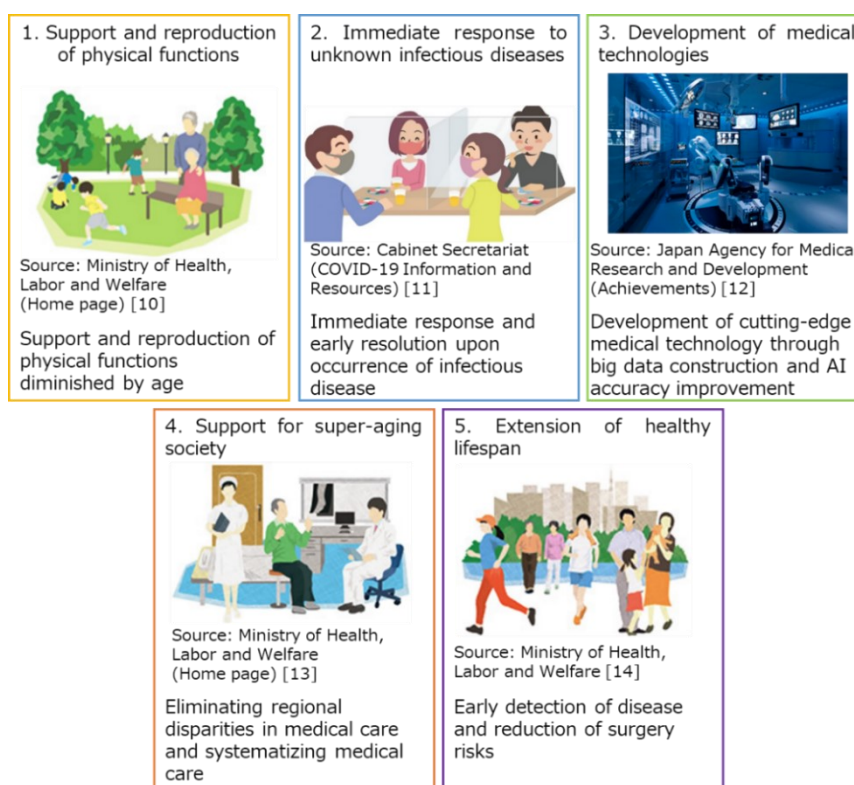 1. Support and reproduction
of physical functions
Source: Ministry of Health,
Labor and Welfare
(Home page) [10]
Support and reproduction of
physical functions
diminished by age
2. Immediate response to
unknown infectious diseases
Source: Cabinet Secretariat
(COVID-19 Information and
Resources) [11]
Immediate response and
early resolution upon
occurrence of infectious
disease
3. Development of medical
technologies
Source: Japan Agency for Medical
Research and Development
(Achievements) [12]
Development of cutting-edge
medical technology through
big data construction and AI
accuracy improvement
4. Support for super-aging
society
Source: Ministry of Health,
Labor and Welfare
(Home page) [13]
Eliminating regional
disparities in medical care
and systematizing medical
care
5. Extension of healthy
lifespan
Source: Ministry of Health,
Labor and Welfare [14]
Early detection of disease
and reduction of surgery
risks